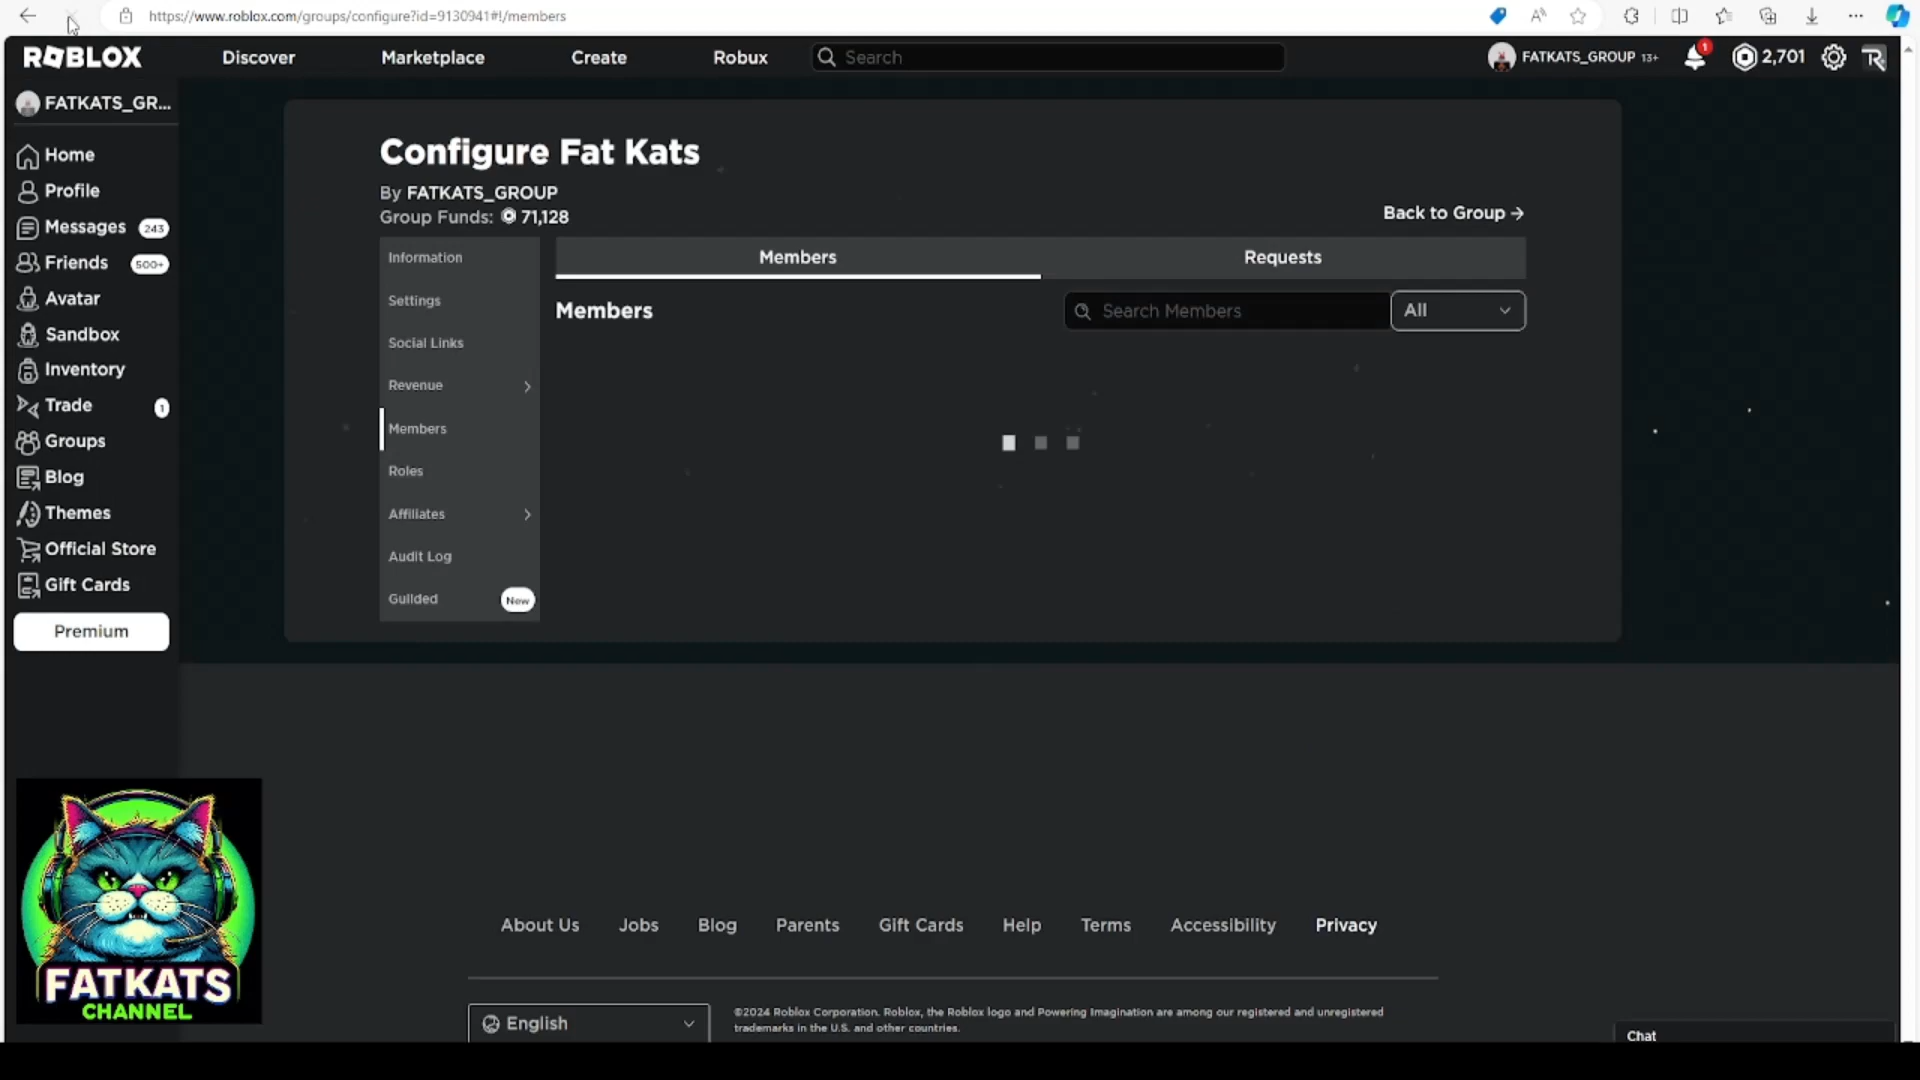 https://www.roblox.com/groups/configure?id=9130941#!/members
ROBLOX
Discover
Marketplace
Create
Robux
Search
FATKATS_GROUP 13+
1
2,701
FATKATS_GR...
Home
Profile
Messages 243
Friends 500+
Avatar
Sandbox
Inventory
Trade 1
Groups
Blog
Themes
Official Store
Gift Cards
Premium
Configure Fat Kats
By FATKATS_GROUP
Group Funds: 71,128
Back to Group →
Information
Settings
Social Links
Revenue
Members
Roles
Affiliates
Audit Log
Guilded New
Members
Requests
Members
Search Members
All
FATKATS
CHANNEL
About Us
Jobs
Blog
Parents
Gift Cards
Help
Terms
Accessibility
Privacy
English
©2024 Roblox Corporation. Roblox, the Roblox logo and Powering Imagination are among our registered and unregistered
trademarks in the U.S. and other countries.
Chat